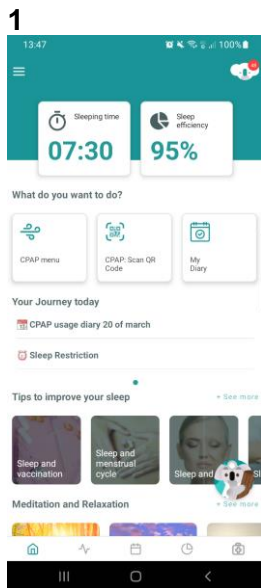 1
13:47
100%
Sleeping time
07:30
Sleep
efficiency
95%
What do you want to do?
CPAP menu
CPAP: Scan QR
Code
My
Diary
Your Journey today
CPAP usage diary 20 of march
Sleep Restriction
Tips to improve your sleep
+ See more
Sleep and
vaccination
Sleep and
menstrual
cycle
Sleep and
Sl
Meditation and Relaxation
+ See more